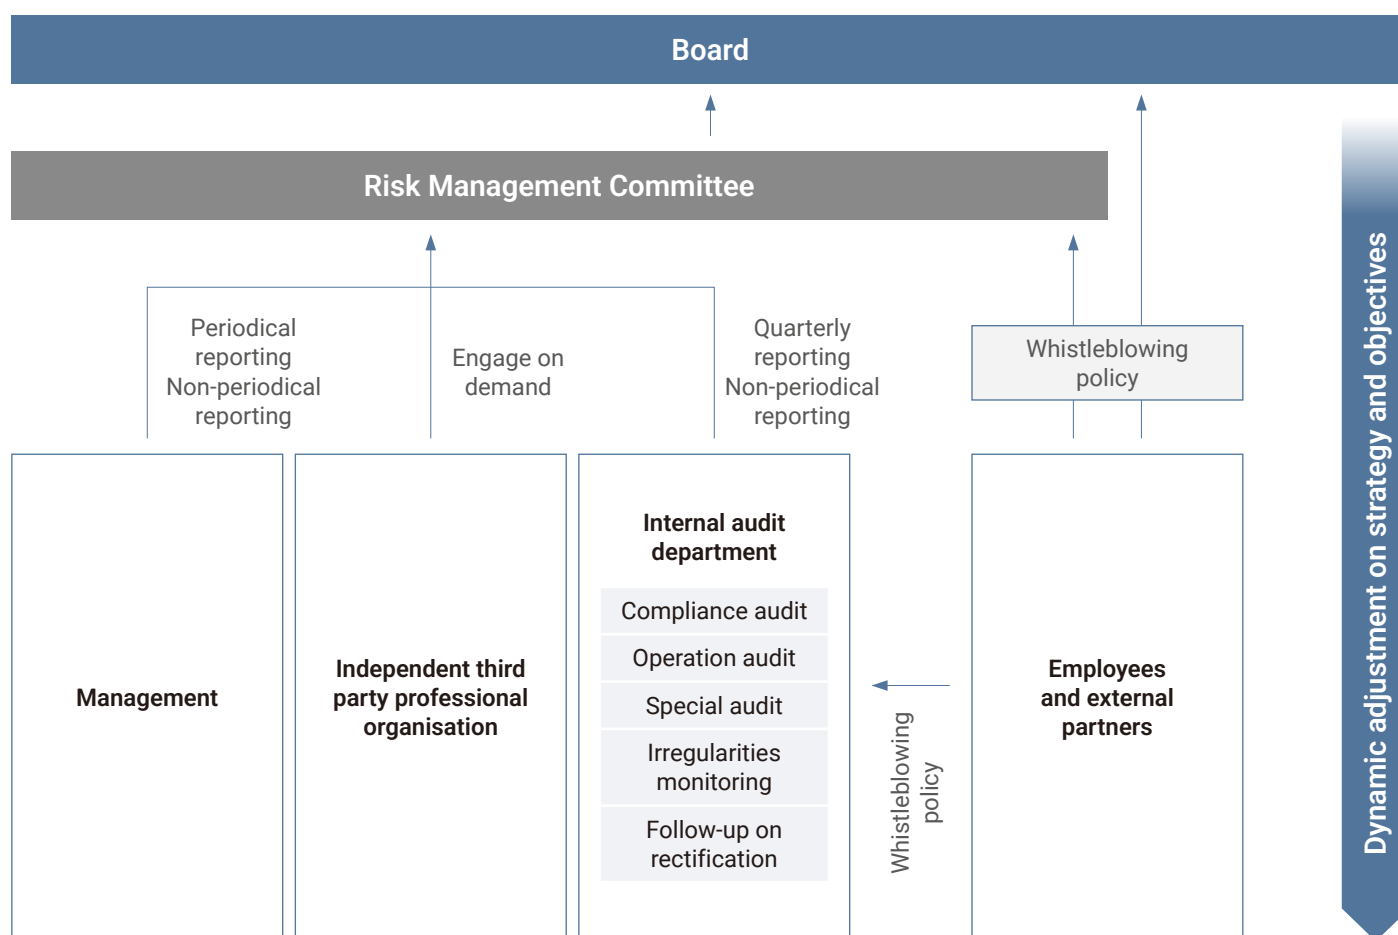 Board
Risk Management Committee
Periodical
reporting
Non-periodical
reporting
Engage on
demand
Quarterly
reporting
Non-periodical
reporting
Whistleblowing
policy
Management
Independent third
party professional
organisation
Internal audit
department
Compliance audit
Operation audit
Special audit
Irregularities
monitoring
Follow-up on
rectification
Whistleblowing
policy
Employees
and external
partners
Dynamic adjustment on strategy and objectives